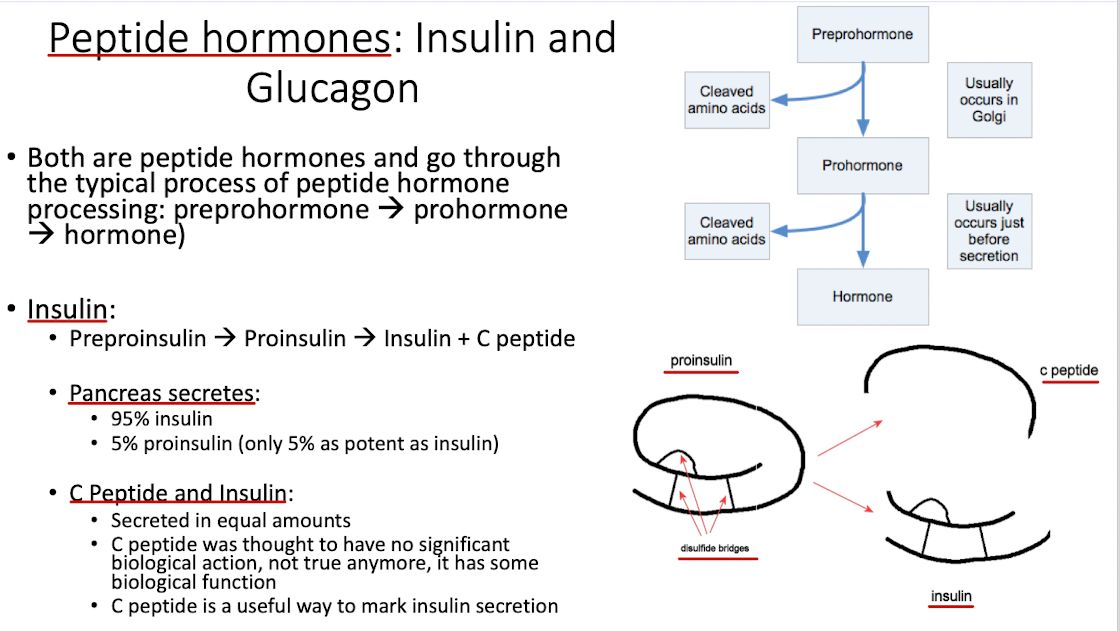 Peptide hormones: Insulin and
Glucagon
• Both are peptide hormones and go through
the typical process of peptide hormone
processing: preprohormone → prohormone
→ hormone)
• Insulin:
• Preproinsulin → Proinsulin → Insulin + C peptide
• Pancreas secretes:
• 95% insulin
• 5% proinsulin (only 5% as potent as insulin)
• C Peptide and Insulin:
• Secreted in equal amounts
• C peptide was thought to have no significant
biological action, not true anymore, it has some
biological function
• C peptide is a useful way to mark insulin secretion
Preprohormone
Cleaved
amino acids
Usually
occurs in
Golgi
Prohormone
Cleaved
amino acids
Usually
occurs just
before
secretion
Hormone
proinsulin
c peptide
disulfide bridges
insulin